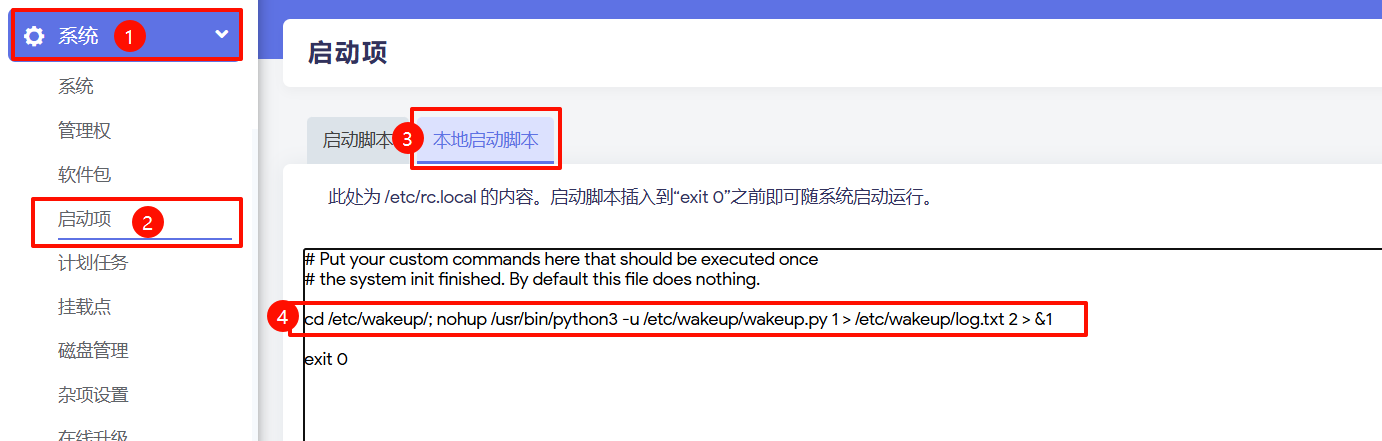 系统 1
系统
管理权
软件包
启动项 2
计划任务
挂载点
磁盘管理
杂项设置
在线升级
启动项
启动脚本 3 本地启动脚本
此处为 /etc/rc.local 的内容。启动脚本插入到“exit 0”之前即可随系统启动运行。
# Put your custom commands here that should be executed once
# the system init finished. By default this file does nothing.
4 cd /etc/wakeup/; nohup /usr/bin/python3 -u /etc/wakeup/wakeup.py 1 > /etc/wakeup/log.txt 2 > &1
exit 0